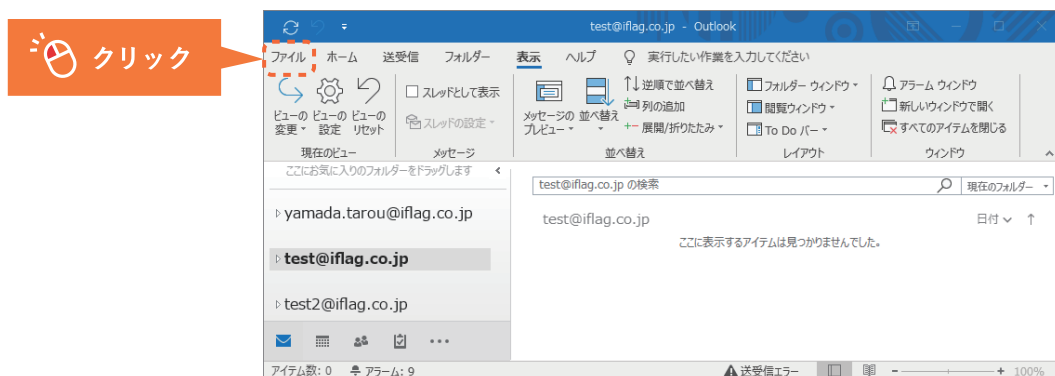 test@iflag.co.jp - Outlook
クリック
ファイル ホーム 送受信 フォルダー 表示 ヘルプ 実行したい作業を入力してください
ビューの変更 ビューの設定 ビューのリセット
スレッドとして表示
スレッドの設定
メッセージのプレビュー 並べ替え
逆順で並べ替え
列の追加
展開/折りたたみ
フォルダー ウィンドウ
閲覧ウィンドウ
To Do バー
アラーム ウィンドウ
新しいウィンドウで開く
すべてのアイテムを閉じる
現在のビュー メッセージ 並べ替え レイアウト ウィンドウ
ここにお気に入りのフォルダーをドラッグします
test@iflag.co.jp の検索 現在のフォルダー
yamada.tarou@iflag.co.jp
test@iflag.co.jp 日付
ここに表示するアイテムは見つかりませんでした。
test@iflag.co.jp
test2@iflag.co.jp
アイテム数: 0 アラーム: 9 送受信エラー 100%